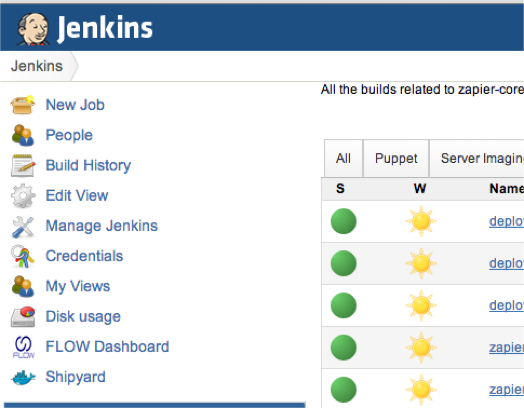 Jenkins
Jenkins
New Job
People
Build History
Edit View
Manage Jenkins
Credentials
My Views
Disk usage
FLOW
FLOW Dashboard
Shipyard
All the builds related to zapier-core
All Puppet Server Imagin
S W Name
deplo
deplo
deplo
zapier
zapier